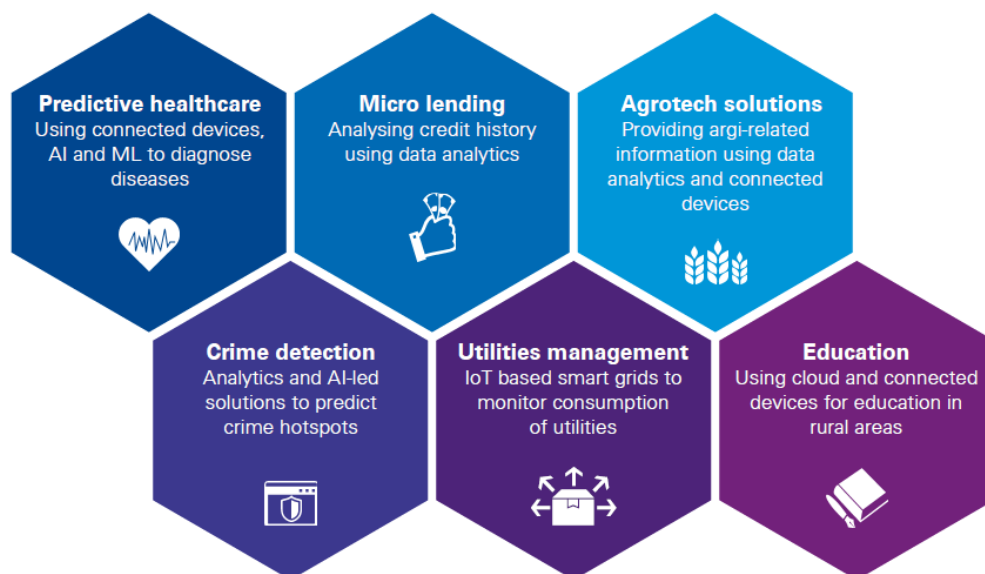 Predictive healthcare
Using connected devices,
AI and ML to diagnose
diseases
Micro lending
Analysing credit history
using data analytics
Agrotech solutions
Providing argi-related
information using data
analytics and connected
devices
Crime detection
Analytics and AI-led
solutions to predict
crime hotspots
Utilities management
IoT based smart grids to
monitor consumption
of utilities
Education
Using cloud and connected
devices for education in
rural areas